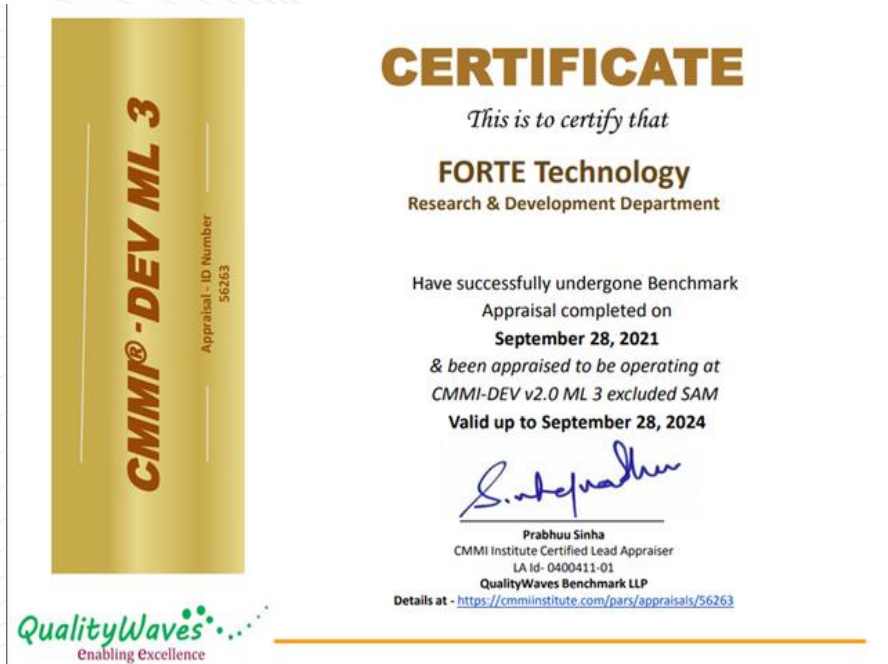 CMMI®-DEV ML 3
Appraisal - ID Number
56263
CERTIFICATE
This is to certify that
FORTE Technology
Research & Development Department
Have successfully undergone Benchmark
Appraisal completed on
September 28, 2021
& been appraised to be operating at
CMMI-DEV v2.0 ML 3 excluded SAM
Valid up to September 28, 2024
Prabhuu Sinha
CMMI Institute Certified Lead Appraiser
LA Id- 0400411-01
QualityWaves Benchmark LLP
Details at - https://cmmiinstitute.com/pars/appraisals/56263
QualityWaves
enabling excellence